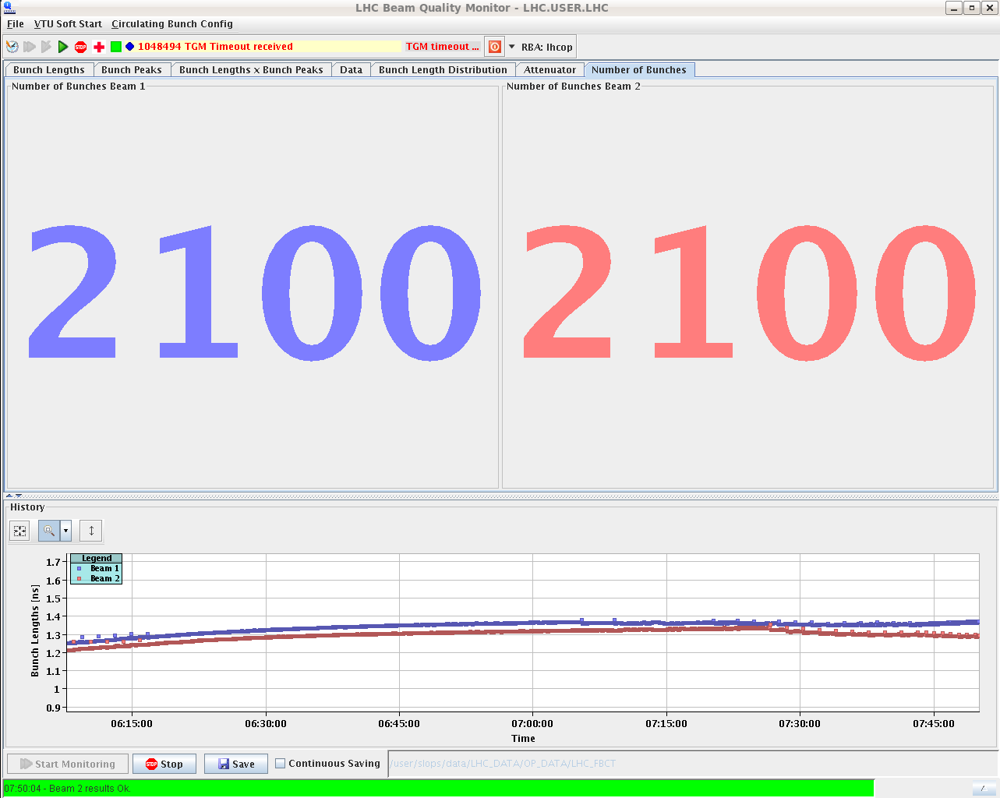 LHC Beam Quality Monitor - LHC.USER.LHC
File VTU Soft Start Circulating Bunch Config
STOP 1048494 TGM Timeout received TGM timeout ... RBA: lhcop
Bunch Lengths Bunch Peaks Bunch Lengths x Bunch Peaks Data Bunch Length Distribution Attenuator Number of Bunches
Number of Bunches Beam 1 Number of Bunches Beam 2
2100 2100
History
Legend
Beam 1
Beam 2
Bunch Lengths [ns]
1.7
1.6
1.5
1.4
1.3
1.2
1.1
1
0.9
06:15:00 06:30:00 06:45:00 07:00:00 07:15:00 07:30:00 07:45:00
Time
Start Monitoring STOP Stop Save Continuous Saving /user/slops/data/LHC_DATA/OP_DATA/LHC_FBCT
07:50:04 - Beam 2 results Ok.